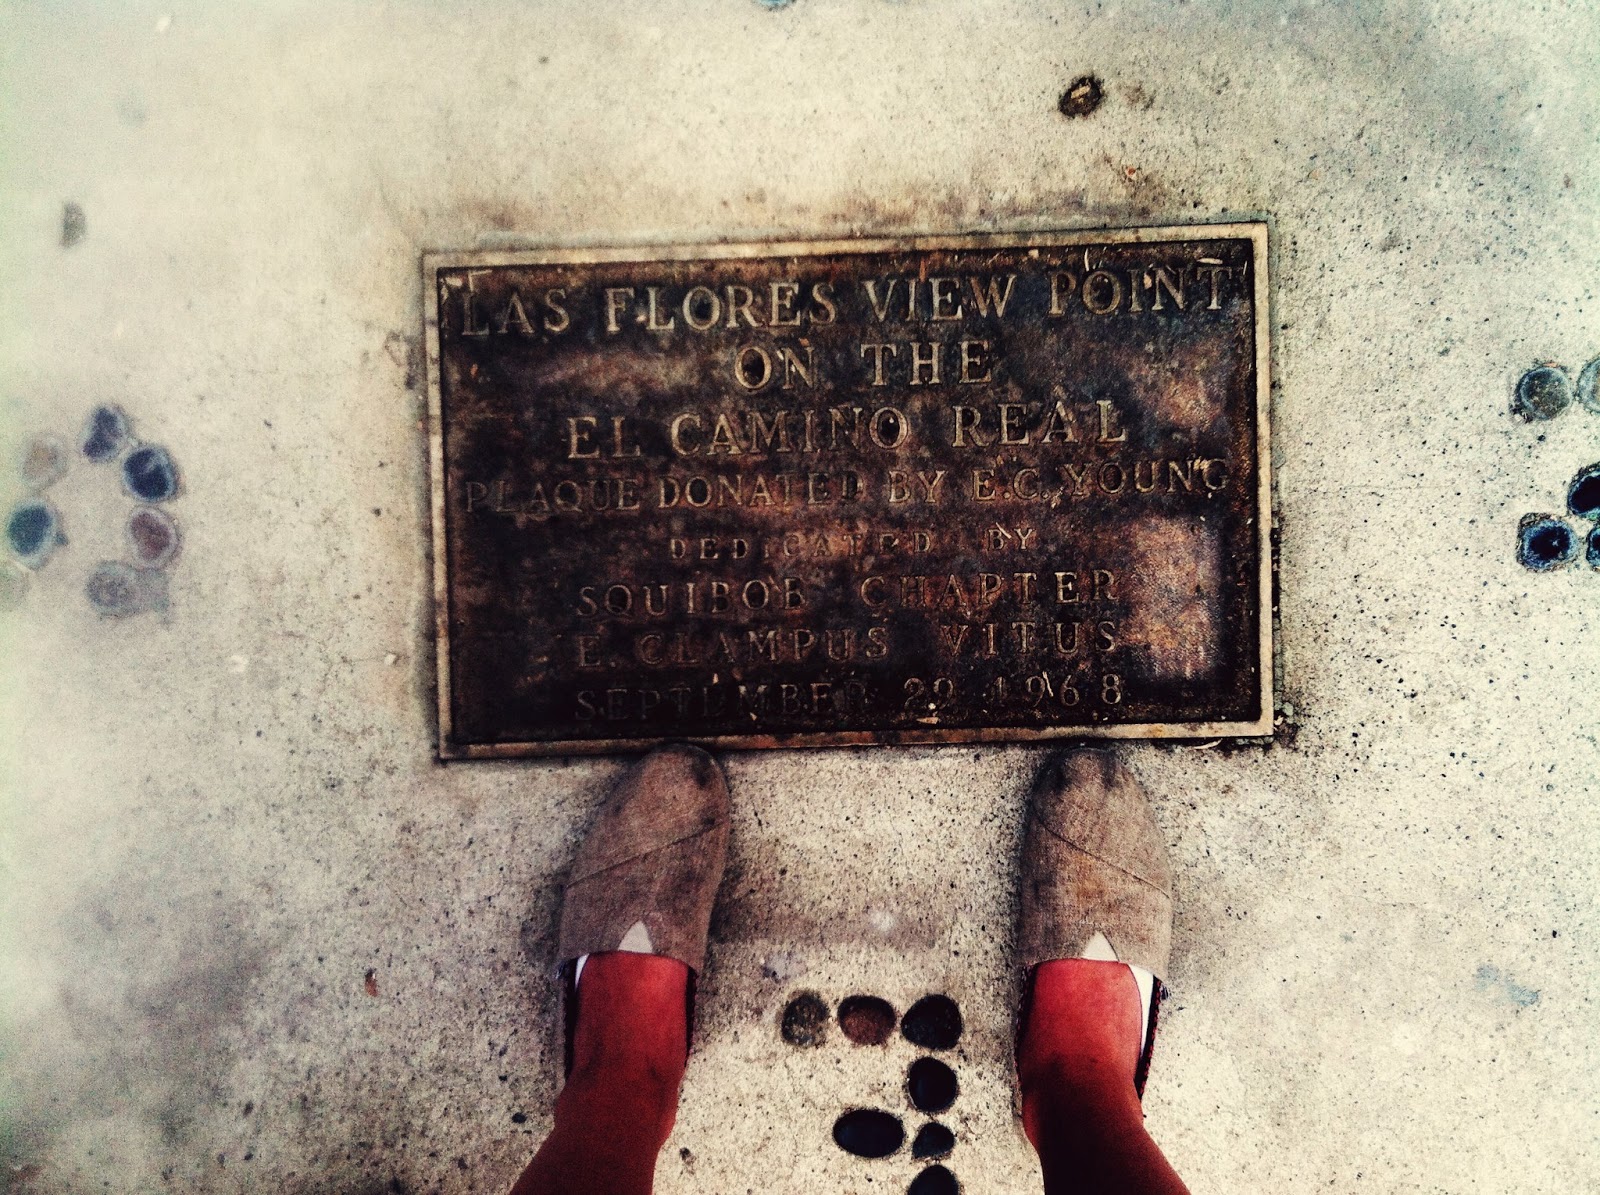 LAS FLORES VIEW POINT
ON THE
EL CAMINO REAL
PLAQUE DONATED BY E.C. YOUNG
DEDICATED BY
SQUIBOB CHAPTER
E. CLAMPUS VITUS
SEPTEMBER 29 1968